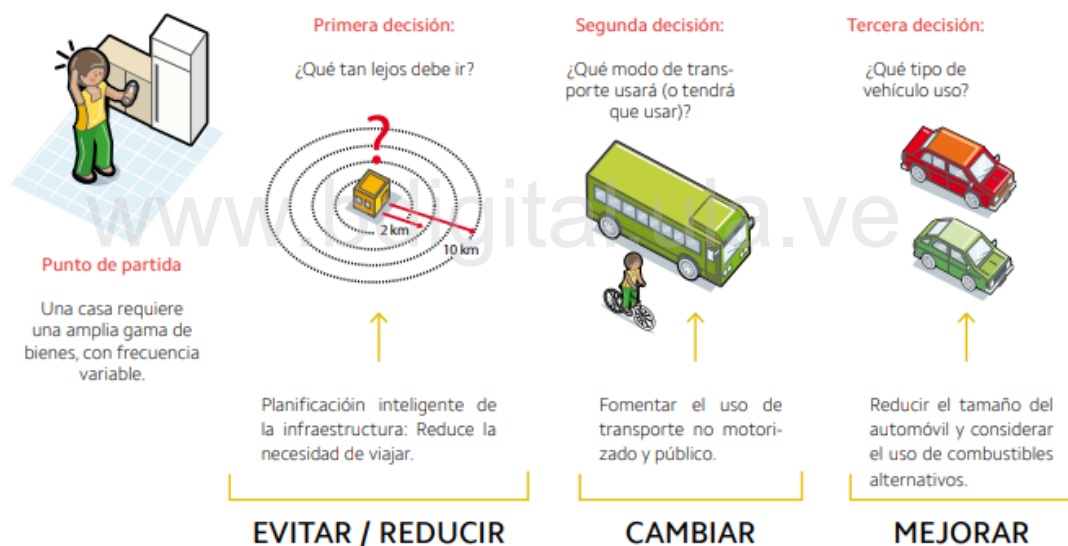 Punto de partida
Una casa requiere
una amplia gama de
bienes, con frecuencia
variable.
Primera decisión:
¿Qué tan lejos debe ir?
?
2 km
10 km
Planificacióin inteligente de
la infraestructura: Reduce la
necesidad de viajar.
EVITAR / REDUCIR
Segunda decisión:
¿Qué modo de trans-
porte usará (o tendrá
que usar)?
Fomentar el uso de
transporte no motori-
zado y público.
CAMBIAR
Tercera decisión:
¿Qué tipo de
vehículo uso?
Reducir el tamaño del
automóvil y considerar
el uso de combustibles
alternativos.
MEJORAR